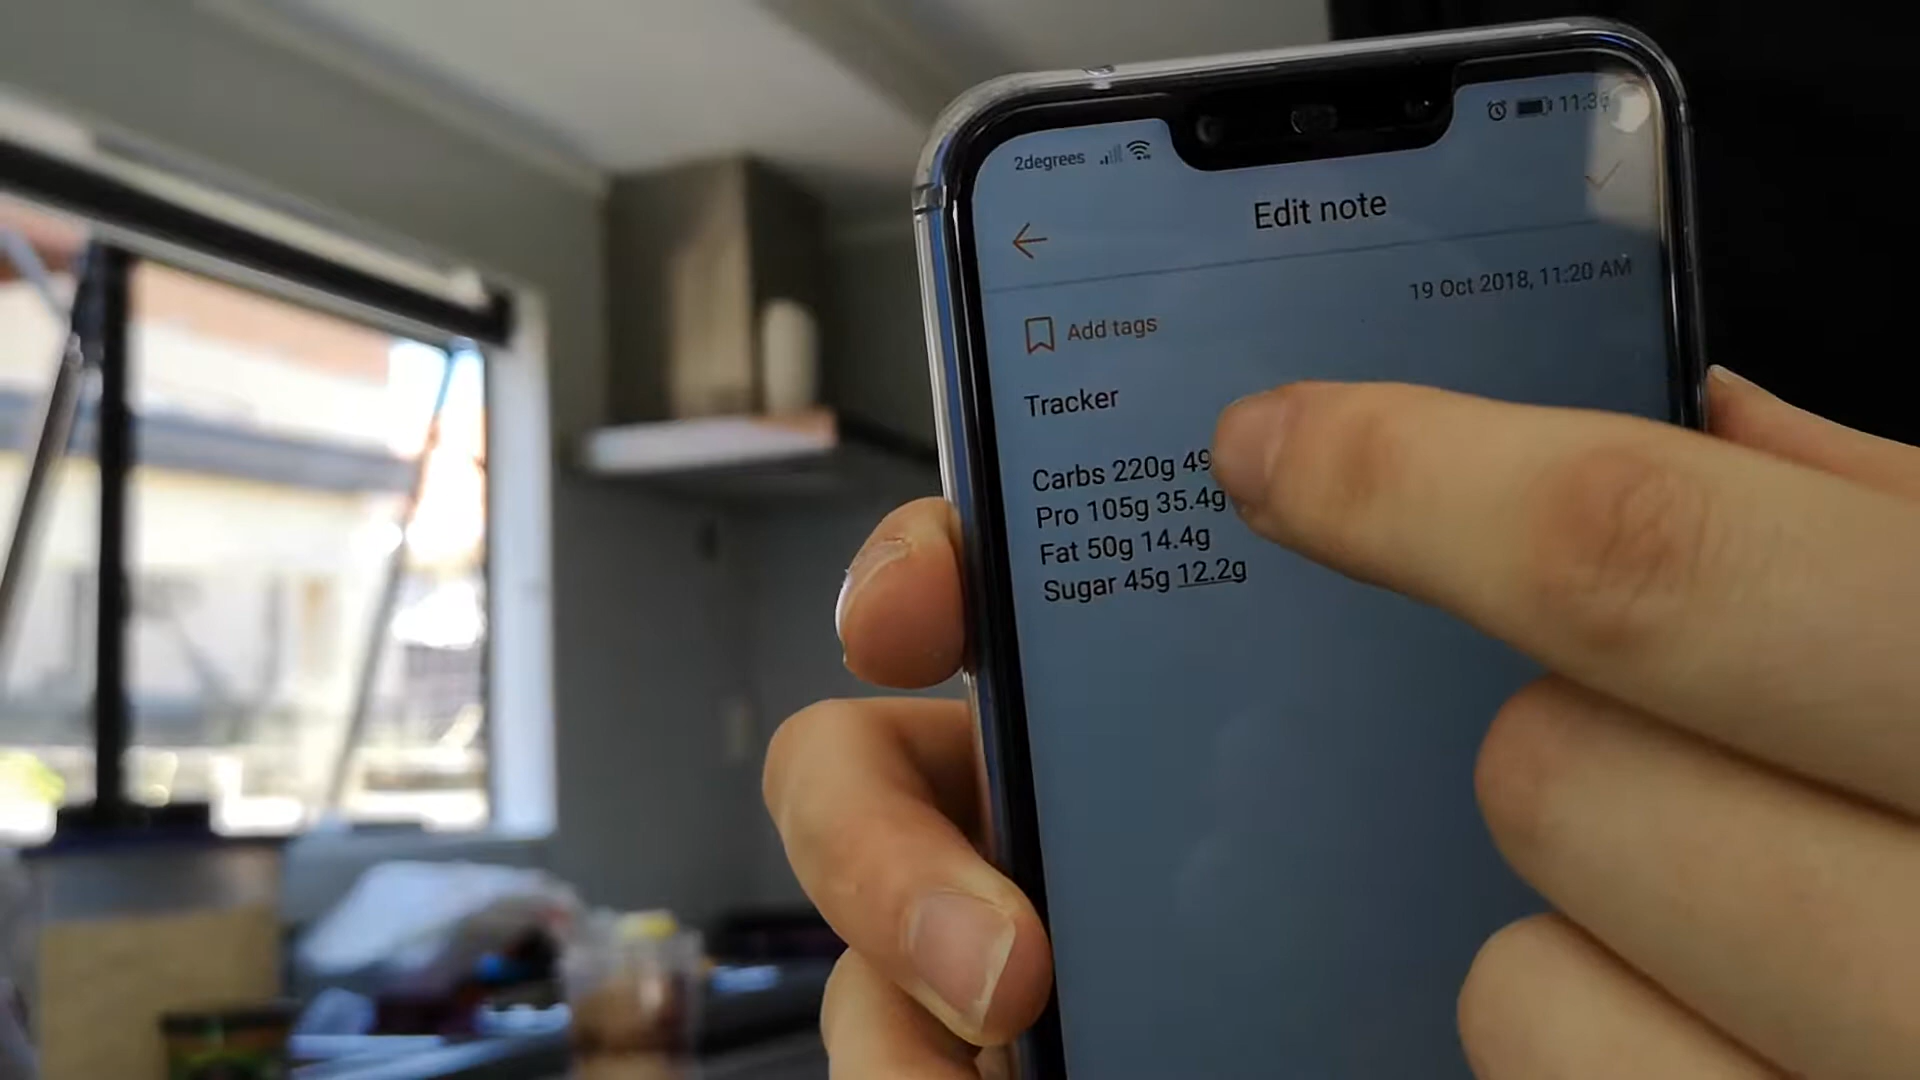 2degrees
11:3
Edit note
19 Oct 2018, 11:20 AM
Add tags
Tracker
Carbs 220g 49
Pro 105g 35.4g
Fat 50g 14.4g
Sugar 45g 12.2g